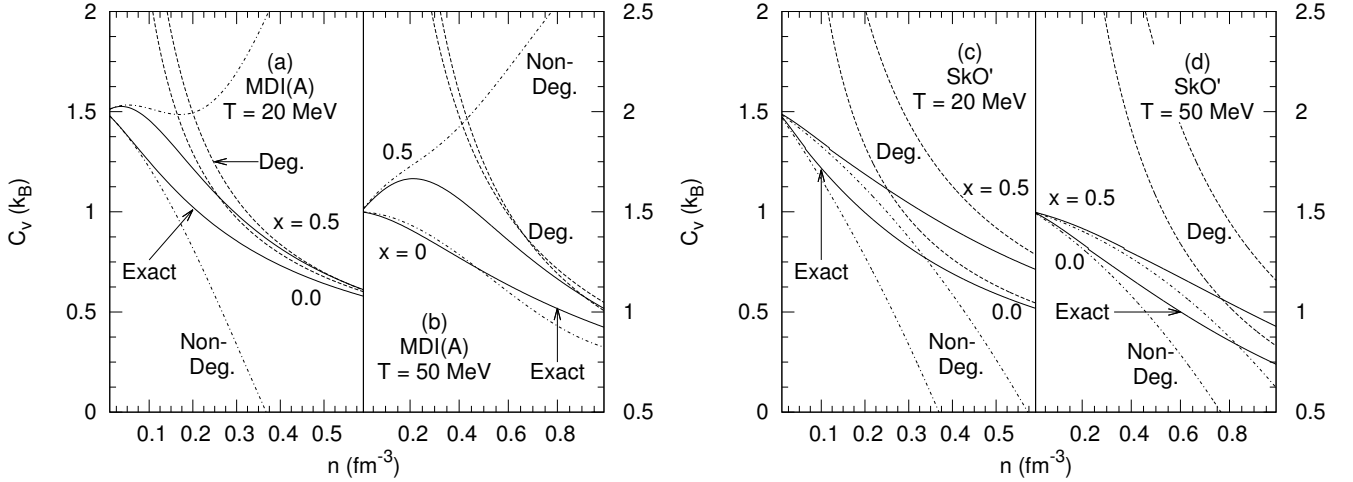 2
1.5
1
0.5
0
C_v (k_B)
(a)
MDI(A)
T = 20 MeV
Deg.
x = 0.5
Exact
0.0
Non-
Deg.
0.1 0.2 0.3 0.4 0.5
Non-
Deg.
0.5
Deg.
x = 0
(b)
MDI(A)
T = 50 MeV
Exact
0.2 0.4 0.6 0.8
2.5
2
1.5
1
0.5
n (fm^-3)
2
1.5
1
0.5
0
C_v (k_B)
(c)
SkO'
T = 20 MeV
Deg.
x = 0.5
Exact
0.0
Non-
Deg.
0.1 0.2 0.3 0.4 0.5
(d)
SkO'
T = 50 MeV
x = 0.5
Deg.
0.0
Exact
Non-
Deg.
0.2 0.4 0.6 0.8
2.5
2
1.5
1
0.5
n (fm^-3)